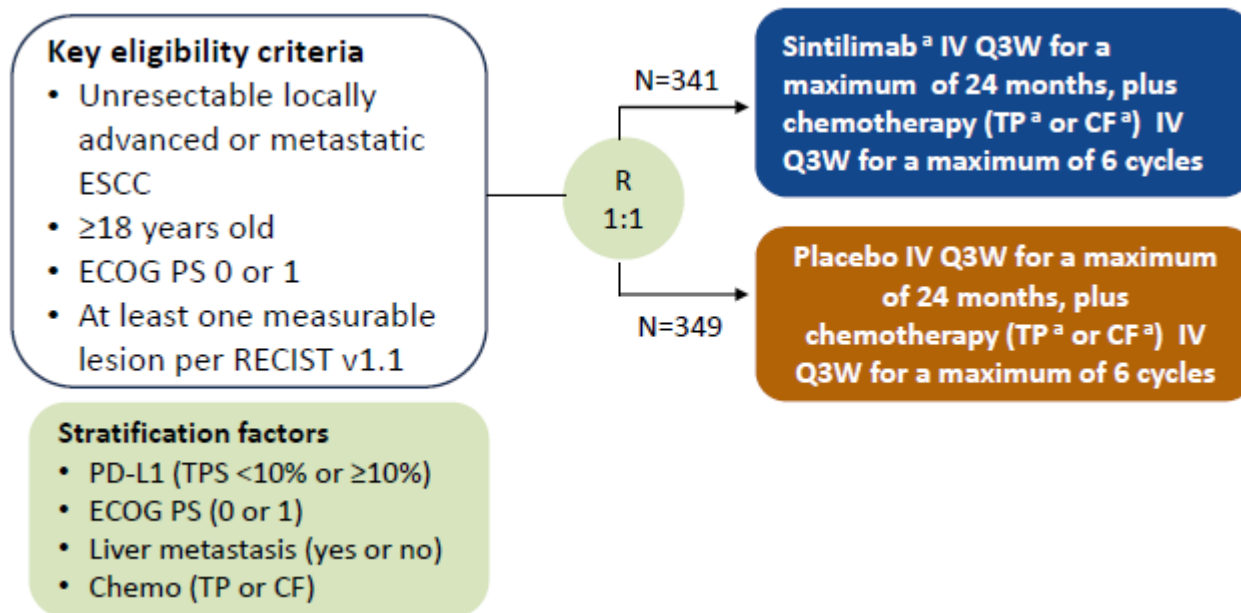 Key eligibility criteria
• Unresectable locally
advanced or metastatic
ESCC
• ≥18 years old
• ECOG PS 0 or 1
• At least one measurable
lesion per RECIST v1.1
Stratification factors
• PD-L1 (TPS <10% or ≥10%)
• ECOG PS (0 or 1)
• Liver metastasis (yes or no)
• Chemo (TP or CF)
R
1:1
N=341
Sintilimab a IV Q3W for a
maximum of 24 months, plus
chemotherapy (TP a or CF a) IV
Q3W for a maximum of 6 cycles
N=349
Placebo IV Q3W for a maximum
of 24 months, plus
chemotherapy (TP a or CF a) IV
Q3W for a maximum of 6 cycles